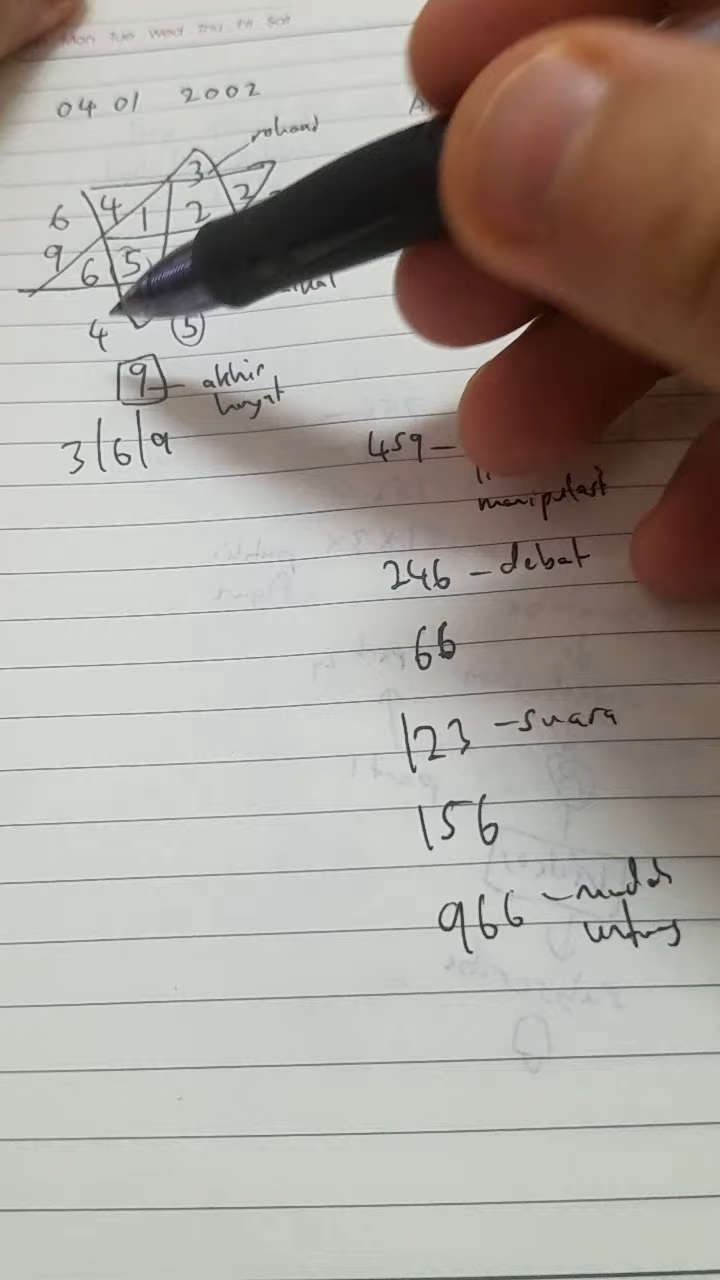 Mon Tue Wed Thu Fri Sat
04 01 2002
rohani
3
6 4 1 2 2
9 6 5
4 5
9 - akhir
hayat
3/6/9
459 -
manipulasi
246 - debat
66
123 - suara
156
966 - mudah
untung